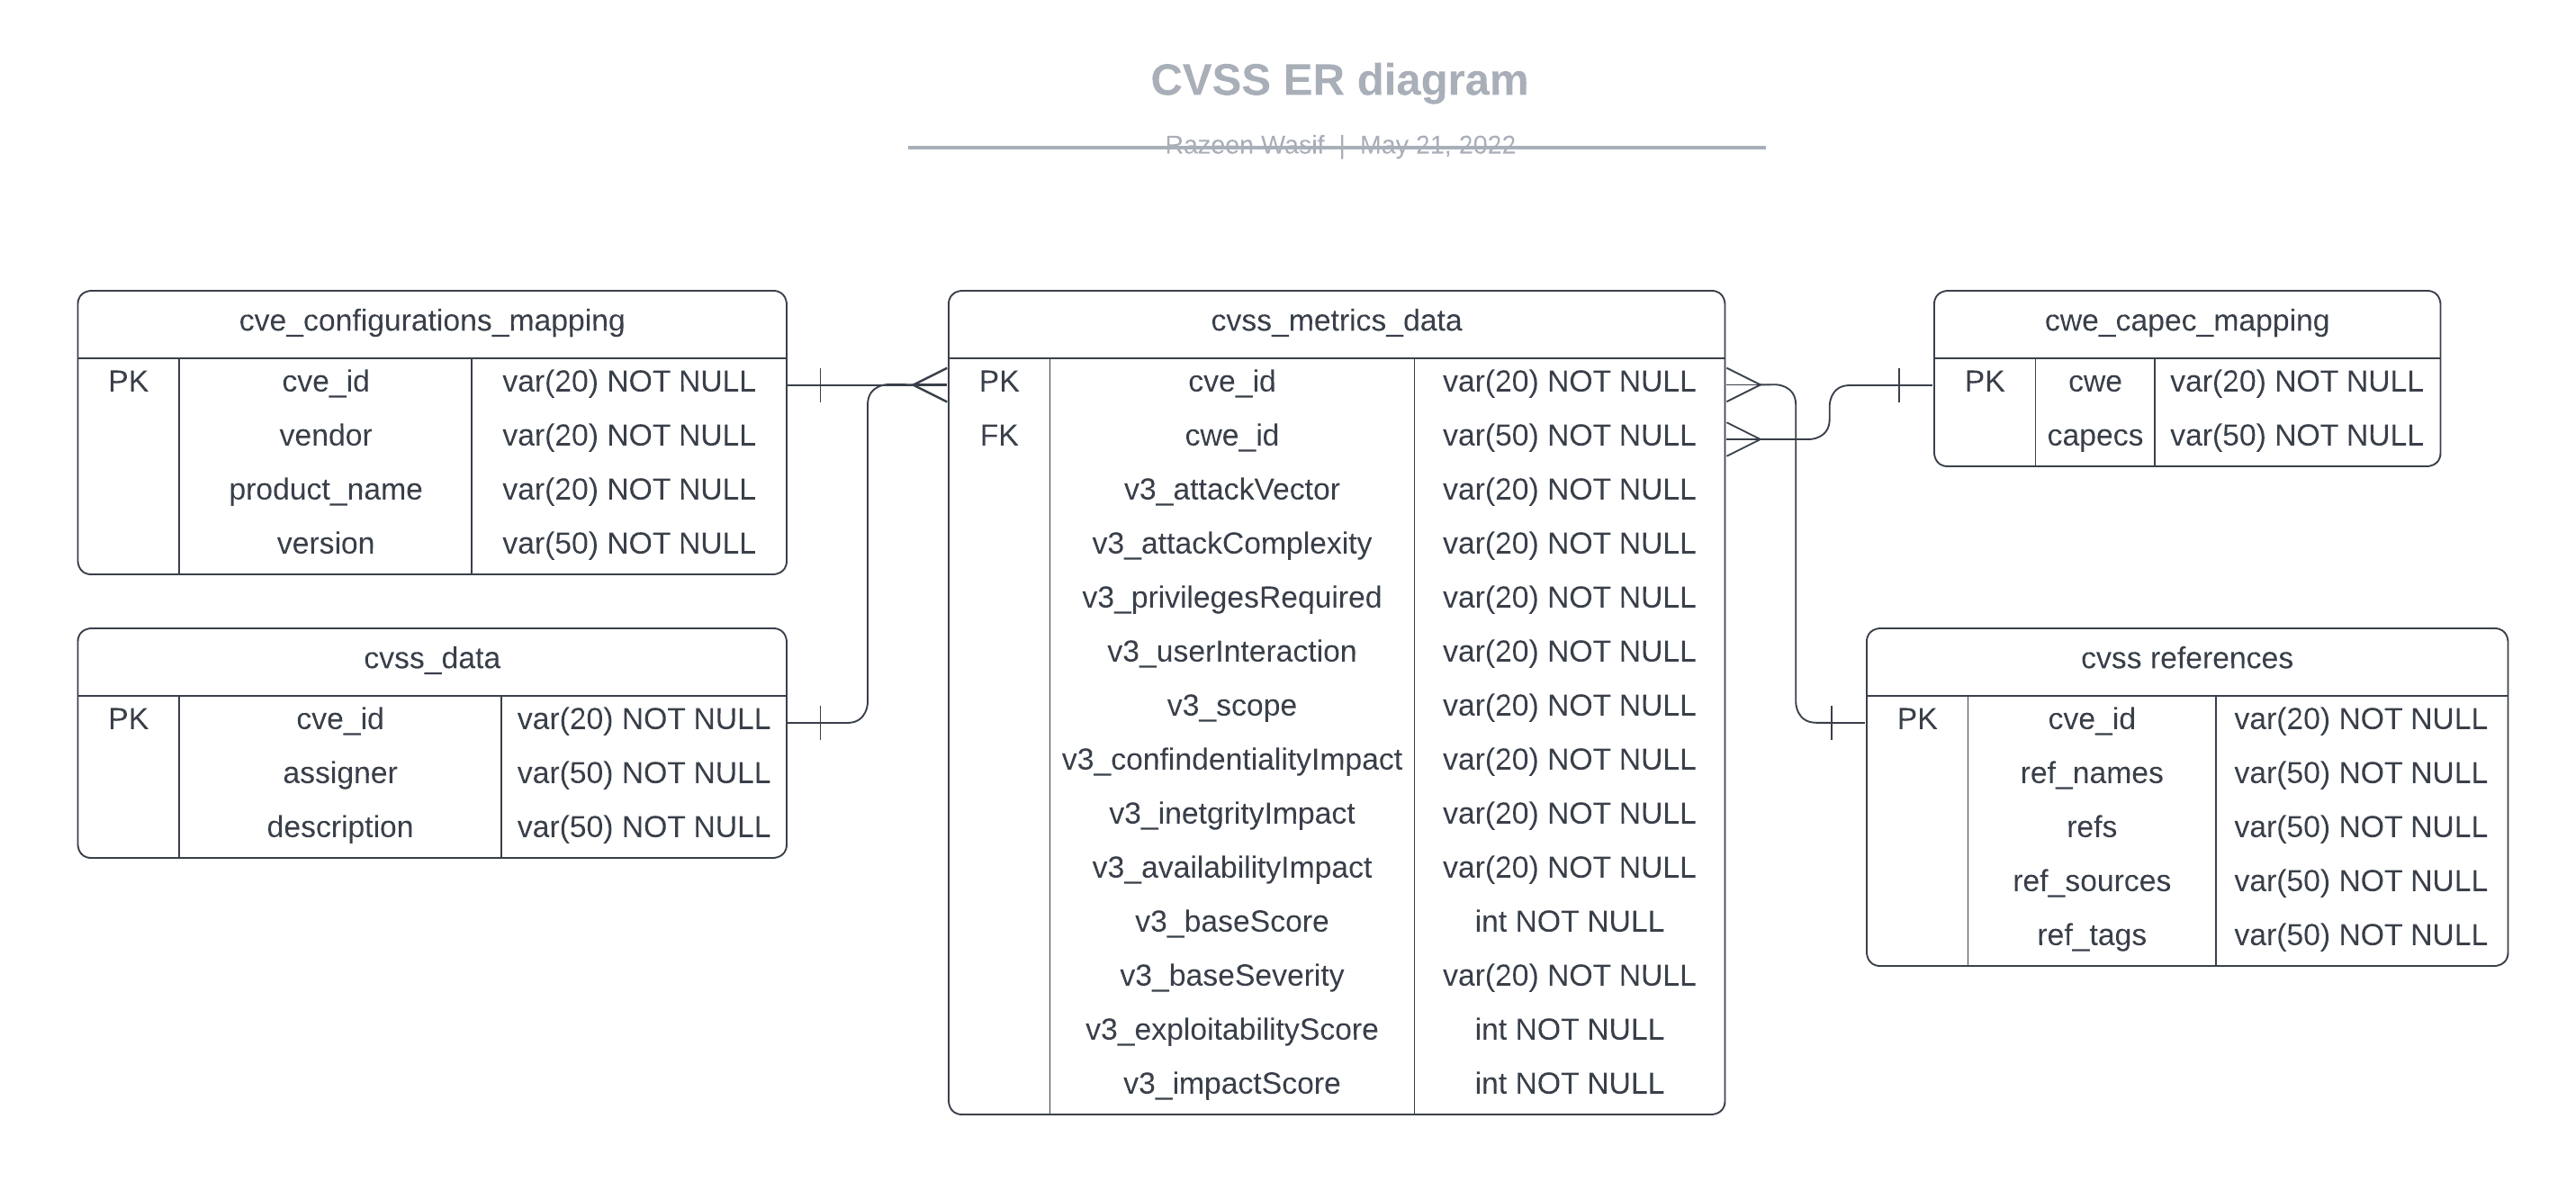 CVSS ER diagram
Razeen Wasif | May 21, 2022
cve_configurations_mapping
PK cve_id var(20) NOT NULL
vendor var(20) NOT NULL
product_name var(20) NOT NULL
version var(50) NOT NULL
cvss_data
PK cve_id var(20) NOT NULL
assigner var(50) NOT NULL
description var(50) NOT NULL
cvss_metrics_data
PK cve_id var(20) NOT NULL
FK cwe_id var(50) NOT NULL
v3_attackVector var(20) NOT NULL
v3_attackComplexity var(20) NOT NULL
v3_privilegesRequired var(20) NOT NULL
v3_userInteraction var(20) NOT NULL
v3_scope var(20) NOT NULL
v3_confindentialityImpact var(20) NOT NULL
v3_inetgrityImpact var(20) NOT NULL
v3_availabilityImpact var(20) NOT NULL
v3_baseScore int NOT NULL
v3_baseSeverity var(20) NOT NULL
v3_exploitabilityScore int NOT NULL
v3_impactScore int NOT NULL
cwe_capec_mapping
PK cwe var(20) NOT NULL
capecs var(50) NOT NULL
cvss references
PK cve_id var(20) NOT NULL
ref_names var(50) NOT NULL
refs var(50) NOT NULL
ref_sources var(50) NOT NULL
ref_tags var(50) NOT NULL